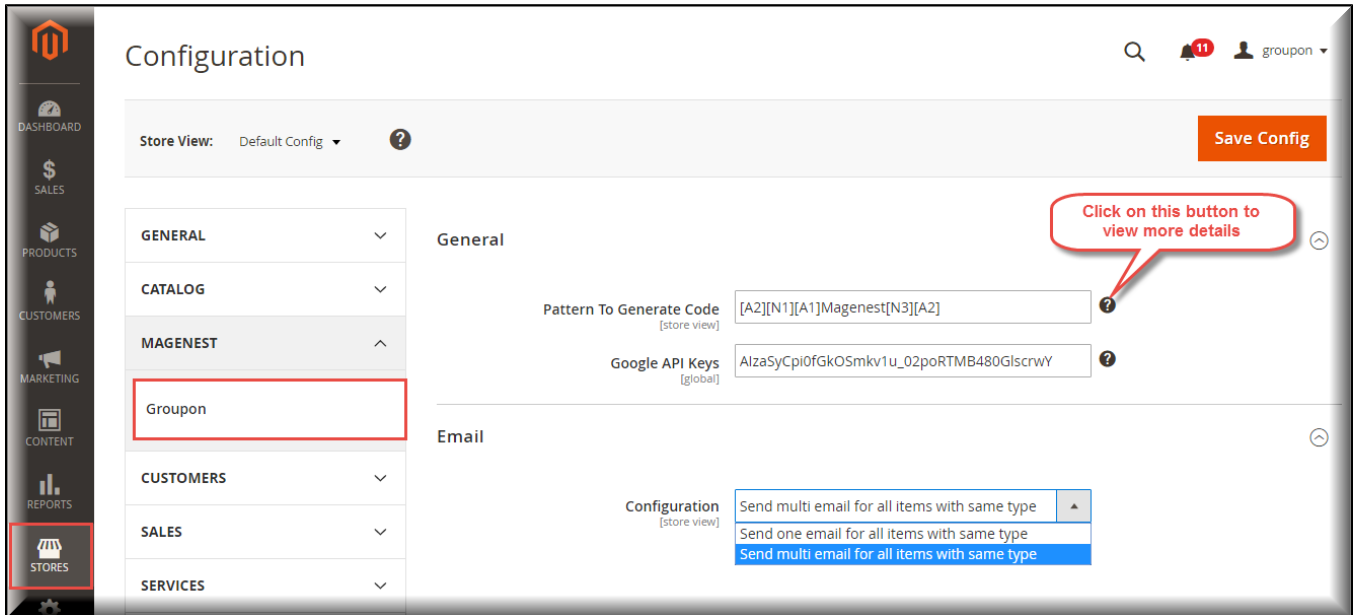 Configuration
11
groupon
DASHBOARD
Store View:
Default Config
?
Save Config
$
SALES
PRODUCTS
CUSTOMERS
MARKETING
CONTENT
REPORTS
STORES
GENERAL
CATALOG
MAGENEST
Groupon
CUSTOMERS
SALES
SERVICES
General
Click on this button to
view more details
Pattern To Generate Code
[store view]
[A2][N1][A1]Magenest[N3][A2]
?
Google API Keys
[global]
AIzaSyCpi0fGkOSmkv1u_02poRTMB480GlscrwY
?
Email
Configuration
[store view]
Send multi email for all items with same type
Send one email for all items with same type
Send multi email for all items with same type